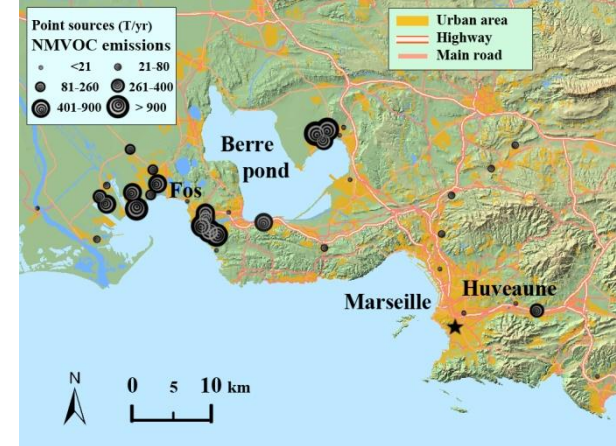 Point sources (T/yr)
NMVOC emissions
<21
21-80
81-260
261-400
401-900
> 900
Urban area
Highway
Main road
Berre
pond
Fos
Marseille
Huveaune
N
0 5 10 km